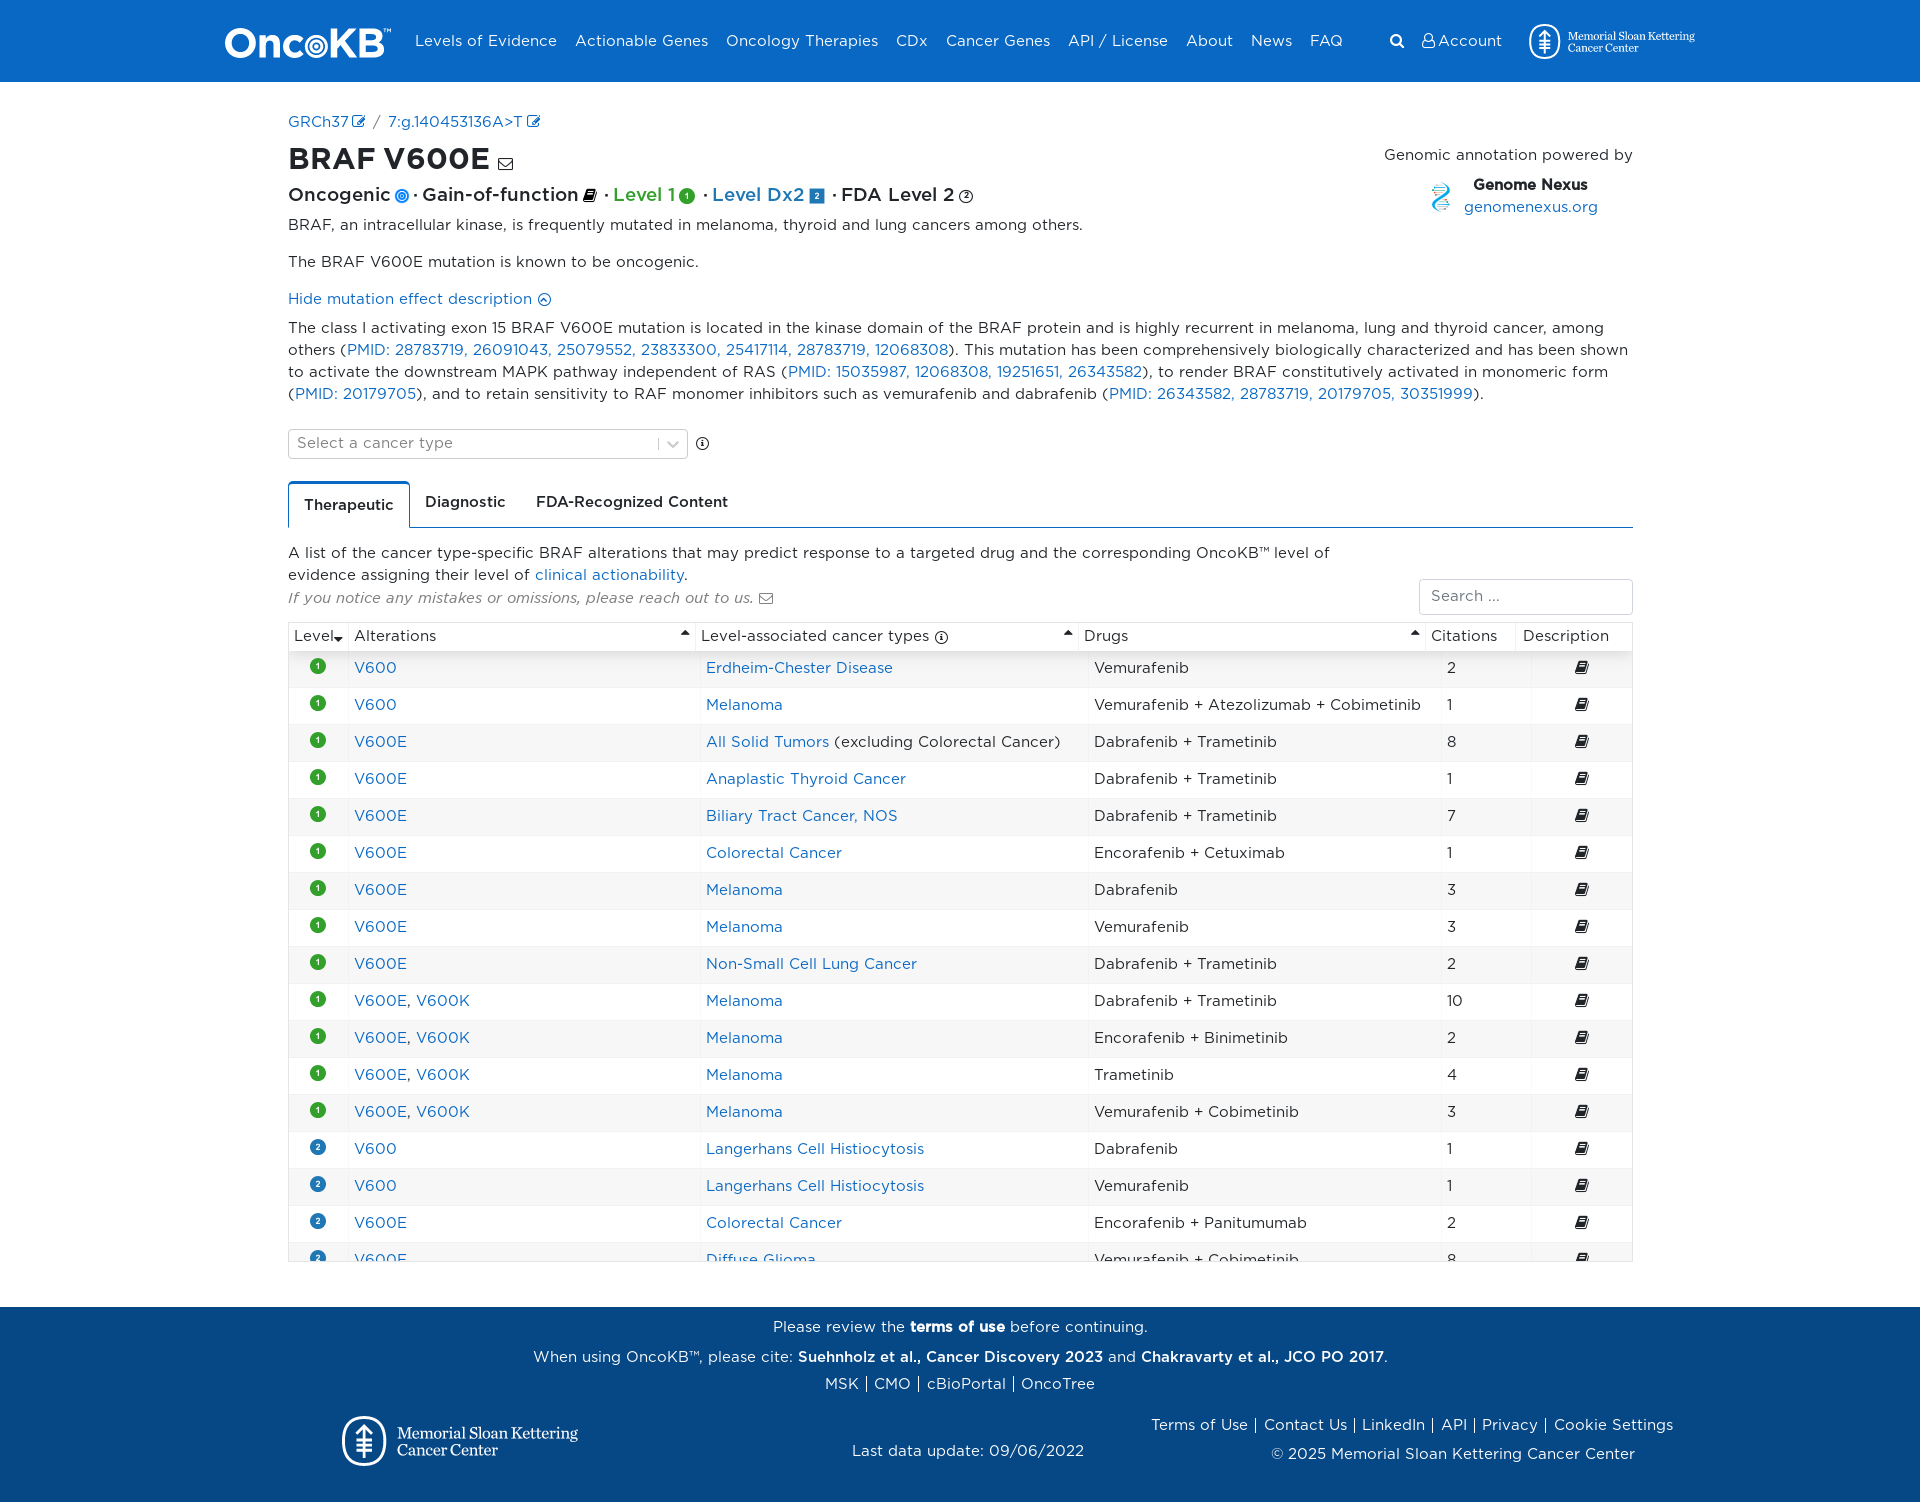 OncoKB™ Levels of Evidence Actionable Genes Oncology Therapies CDx Cancer Genes API / License About News FAQ Account Memorial Sloan Kettering
Cancer Center
GRCh37 / 7:g.140453136A>T
BRAF V600E
Genomic annotation powered by
Genome Nexus
genomenexus.org
Oncogenic · Gain-of-function · Level 1 1 · Level Dx2 2 · FDA Level 2 2
BRAF, an intracellular kinase, is frequently mutated in melanoma, thyroid and lung cancers among others.
The BRAF V600E mutation is known to be oncogenic.
Hide mutation effect description
The class I activating exon 15 BRAF V600E mutation is located in the kinase domain of the BRAF protein and is highly recurrent in melanoma, lung and thyroid cancer, among
others (PMID: 28783719, 26091043, 25079552, 23833300, 25417114, 28783719, 12068308). This mutation has been comprehensively biologically characterized and has been shown
to activate the downstream MAPK pathway independent of RAS (PMID: 15035987, 12068308, 19251651, 26343582), to render BRAF constitutively activated in monomeric form
(PMID: 20179705), and to retain sensitivity to RAF monomer inhibitors such as vemurafenib and dabrafenib (PMID: 26343582, 28783719, 20179705, 30351999).
Select a cancer type
Therapeutic Diagnostic FDA-Recognized Content
A list of the cancer type-specific BRAF alterations that may predict response to a targeted drug and the corresponding OncoKB™ level of
evidence assigning their level of clinical actionability.
If you notice any mistakes or omissions, please reach out to us.
Search ...
Level Alterations Level-associated cancer types Drugs Citations Description
1 V600 Erdheim-Chester Disease Vemurafenib 2
1 V600 Melanoma Vemurafenib + Atezolizumab + Cobimetinib 1
1 V600E All Solid Tumors (excluding Colorectal Cancer) Dabrafenib + Trametinib 8
1 V600E Anaplastic Thyroid Cancer Dabrafenib + Trametinib 1
1 V600E Biliary Tract Cancer, NOS Dabrafenib + Trametinib 7
1 V600E Colorectal Cancer Encorafenib + Cetuximab 1
1 V600E Melanoma Dabrafenib 3
1 V600E Melanoma Vemurafenib 3
1 V600E Non-Small Cell Lung Cancer Dabrafenib + Trametinib 2
1 V600E, V600K Melanoma Dabrafenib + Trametinib 10
1 V600E, V600K Melanoma Encorafenib + Binimetinib 2
1 V600E, V600K Melanoma Trametinib 4
1 V600E, V600K Melanoma Vemurafenib + Cobimetinib 3
2 V600 Langerhans Cell Histiocytosis Dabrafenib 1
2 V600 Langerhans Cell Histiocytosis Vemurafenib 1
2 V600E Colorectal Cancer Encorafenib + Panitumumab 2
2 V600E Diffuse Glioma Vemurafenib + Cobimetinib 8
Please review the terms of use before continuing.
When using OncoKB™, please cite: Suehnholz et al., Cancer Discovery 2023 and Chakravarty et al., JCO PO 2017.
MSK | CMO | cBioPortal | OncoTree
Memorial Sloan Kettering
Cancer Center
Last data update: 09/06/2022
Terms of Use | Contact Us | LinkedIn | API | Privacy | Cookie Settings
© 2025 Memorial Sloan Kettering Cancer Center